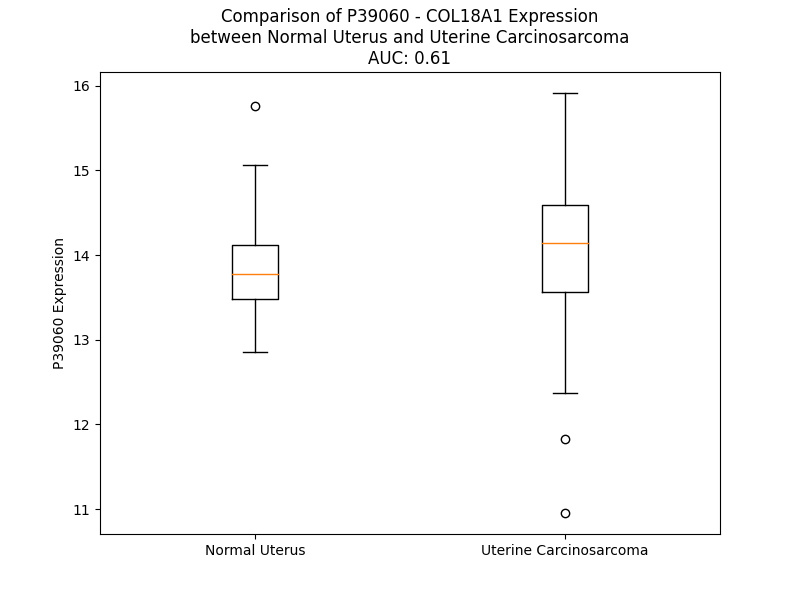 Comparison of P39060 - COL18A1 Expression
between Normal Uterus and Uterine Carcinosarcoma
AUC: 0.61
16
15
14
13
12
11
P39060 Expression
Normal Uterus
Uterine Carcinosarcoma